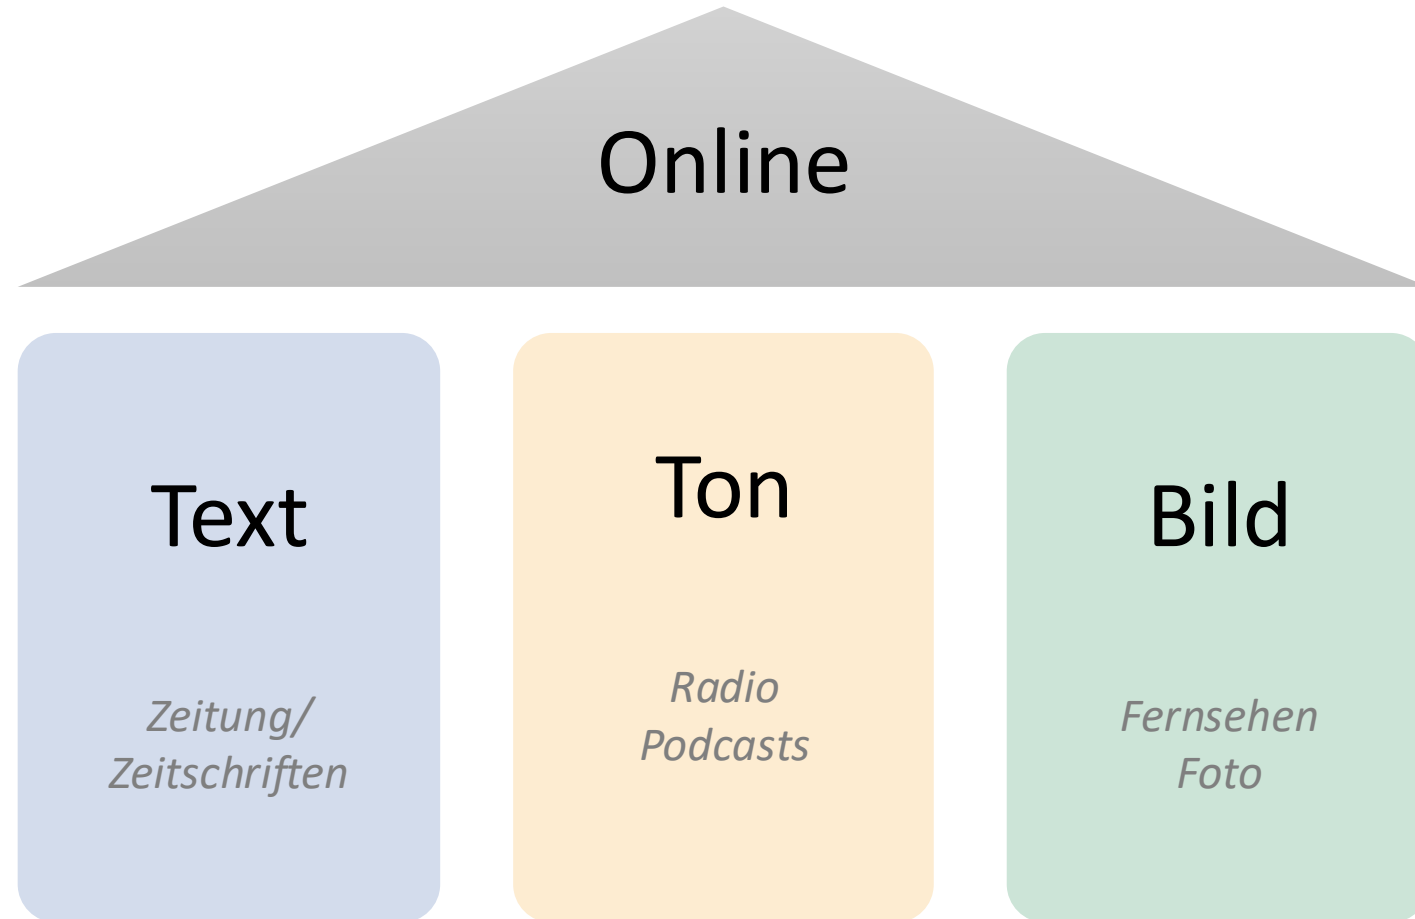 Online
Text
Zeitung/
Zeitschriften
Ton
Radio
Podcasts
Bild
Fernsehen
Foto